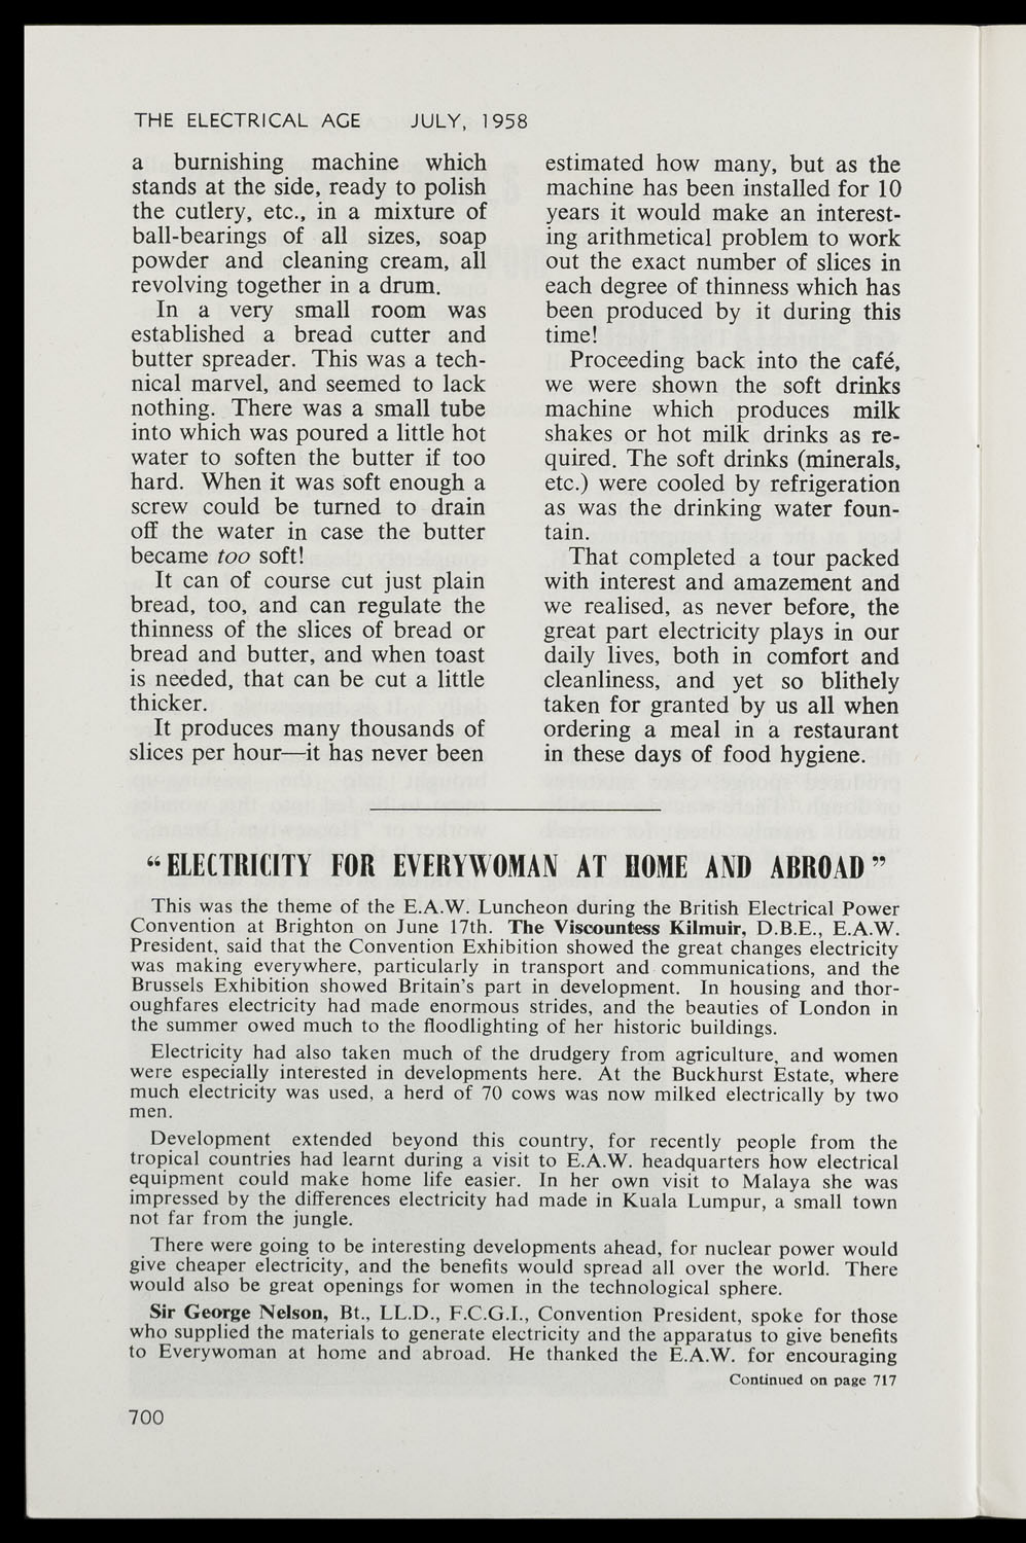 THE ELECTRICAL AGE JULY, 1958
a burnishing machine which
stands at the side, ready to polish
the cutlery, etc., in a mixture of
ball-bearings of all sizes, soap
powder and cleaning cream, all
revolving together in a drum.
In a very small room was
established a bread cutter and
butter spreader. This was a tech-
nical marvel, and seemed to lack
nothing. There was a small tube
into which was poured a little hot
water to soften the butter if too
hard. When it was soft enough a
screw could be turned to drain
off the water in case the butter
became too soft!
It can of course cut just plain
bread, too, and can regulate the
thinness of the slices of bread or
bread and butter, and when toast
is needed, that can be cut a little
thicker.
It produces many thousands of
slices per hour—it has never been
estimated how many, but as the
machine has been installed for 10
years it would make an interest-
ing arithmetical problem to work
out the exact number of slices in
each degree of thinness which has
been produced by it during this
time!
Proceeding back into the café,
we were shown the soft drinks
machine which produces milk
shakes or hot milk drinks as re-
quired. The soft drinks (minerals,
etc.) were cooled by refrigeration
as was the drinking water foun-
tain.
That completed a tour packed
with interest and amazement and
we realised, as never before, the
great part electricity plays in our
daily lives, both in comfort and
cleanliness, and yet so blithely
taken for granted by us all when
ordering a meal in a restaurant
in these days of food hygiene.
"ELECTRICITY FOR EVERYWOMAN AT HOME AND ABROAD"
This was the theme of the E.A.W. Luncheon during the British Electrical Power
Convention at Brighton on June 17th. The Viscountess Kilmuir, D.B.E., E.A.W.
President, said that the Convention Exhibition showed the great changes electricity
was making everywhere, particularly in transport and communications, and the
Brussels Exhibition showed Britain's part in development. In housing and thor-
oughfares electricity had made enormous strides, and the beauties of London in
the summer owed much to the floodlighting of her historic buildings.
Electricity had also taken much of the drudgery from agriculture, and women
were especially interested in developments here. At the Buckhurst Estate, where
much electricity was used, a herd of 70 cows was now milked electrically by two
men.
Development extended beyond this country, for recently people from the
tropical countries had learnt during a visit to E.A.W. headquarters how electrical
equipment could make home life easier. In her own visit to Malaya she was
impressed by the differences electricity had made in Kuala Lumpur, a small town
not far from the jungle.
There were going to be interesting developments ahead, for nuclear power would
give cheaper electricity, and the benefits would spread all over the world. There
would also be great openings for women in the technological sphere.
Sir George Nelson, Bt., LL.D., F.C.G.I., Convention President, spoke for those
who supplied the materials to generate electricity and the apparatus to give benefits
to Everywoman at home and abroad. He thanked the E.A.W. for encouraging
Continued on page 717
700